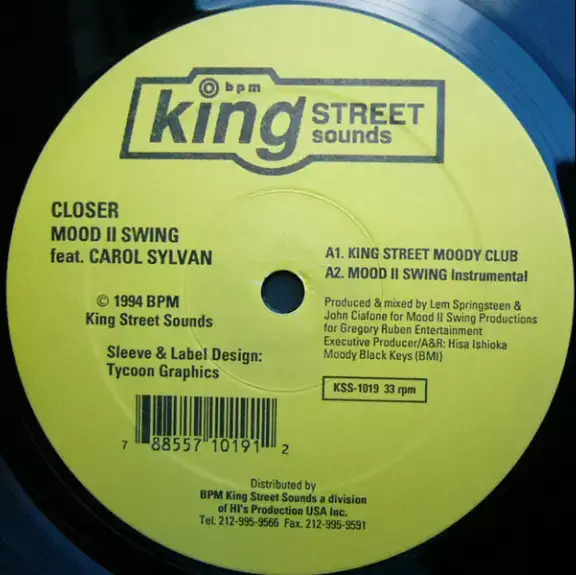 bpm
king STREET
sounds
CLOSER
MOOD II SWING
feat. CAROL SYLVAN
A1. KING STREET MOODY CLUB
A2. MOOD II SWING Instrumental
© 1994 BPM
King Street Sounds
Produced & mixed by Lem Springsteen &
John Ciafone for Mood II Swing Productions
for Gregory Ruben Entertainment
Executive Producer/A&R: Hisa Ishioka
Moody Black Keys (BMI)
Sleeve & Label Design:
Tycoon Graphics
KSS-1019 33 rpm
7 88557 10191 2
Distributed by
BPM King Street Sounds a division
of HI's Production USA Inc.
Tel. 212-995-9566 Fax. 212-995-9591